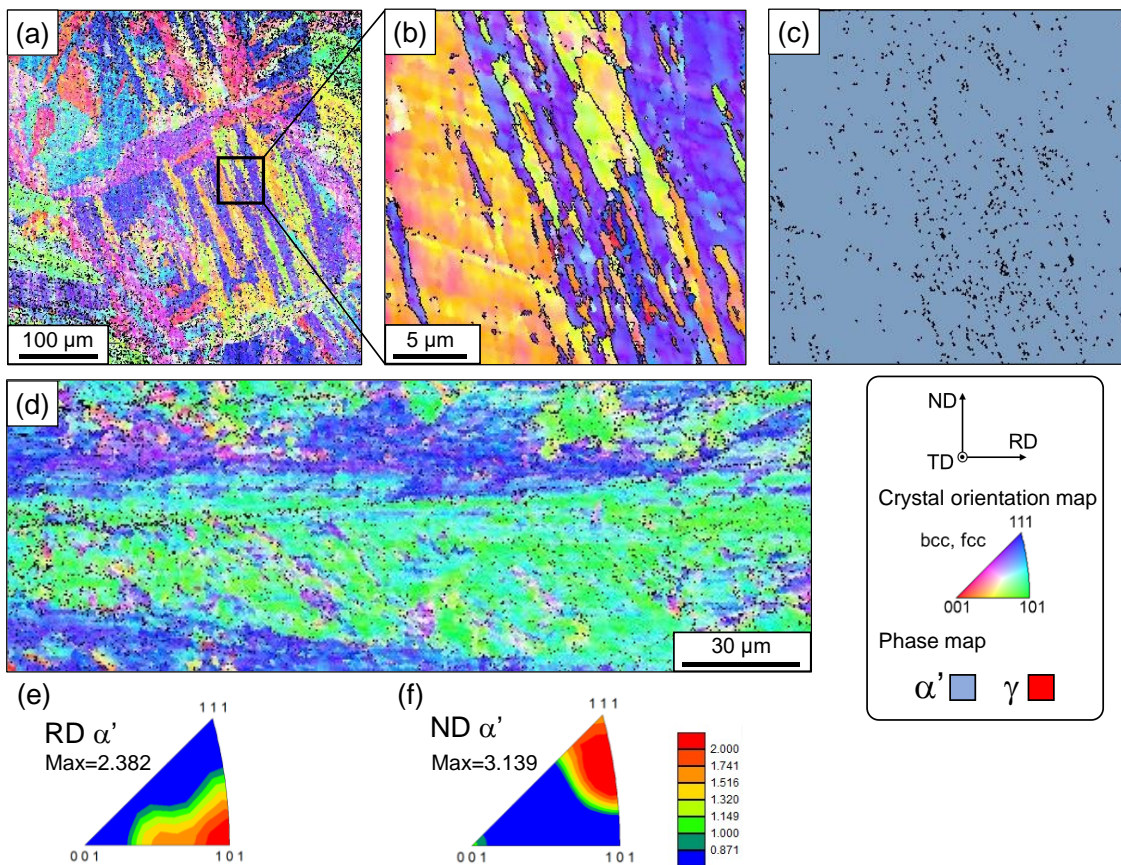 (a)
100 μm
(b)
5 μm
(c)
(d)
30 μm
ND
RD
TD
Crystal orientation map
111
bcc, fcc
001
101
Phase map
α’
γ
(e)
RD α’
Max=2.382
111
001
101
(f)
ND α’
Max=3.139
111
001
101
2.000
1.741
1.516
1.320
1.149
1.000
0.871